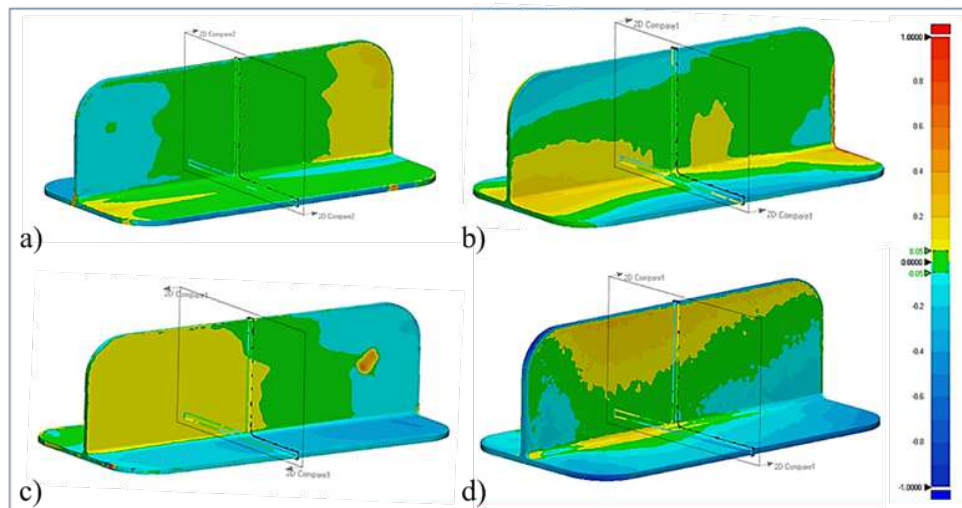 2D Compare2
2D Compare2
a)
2D Compare1
2D Compare1
b)
2D Compare1
2D Compare1
c)
2D Compare1
2D Compare1
d)
1.0000
0.8
0.6
0.4
0.2
0.05
0.0000
-0.05
-0.2
-0.4
-0.6
-0.8
-1.0000